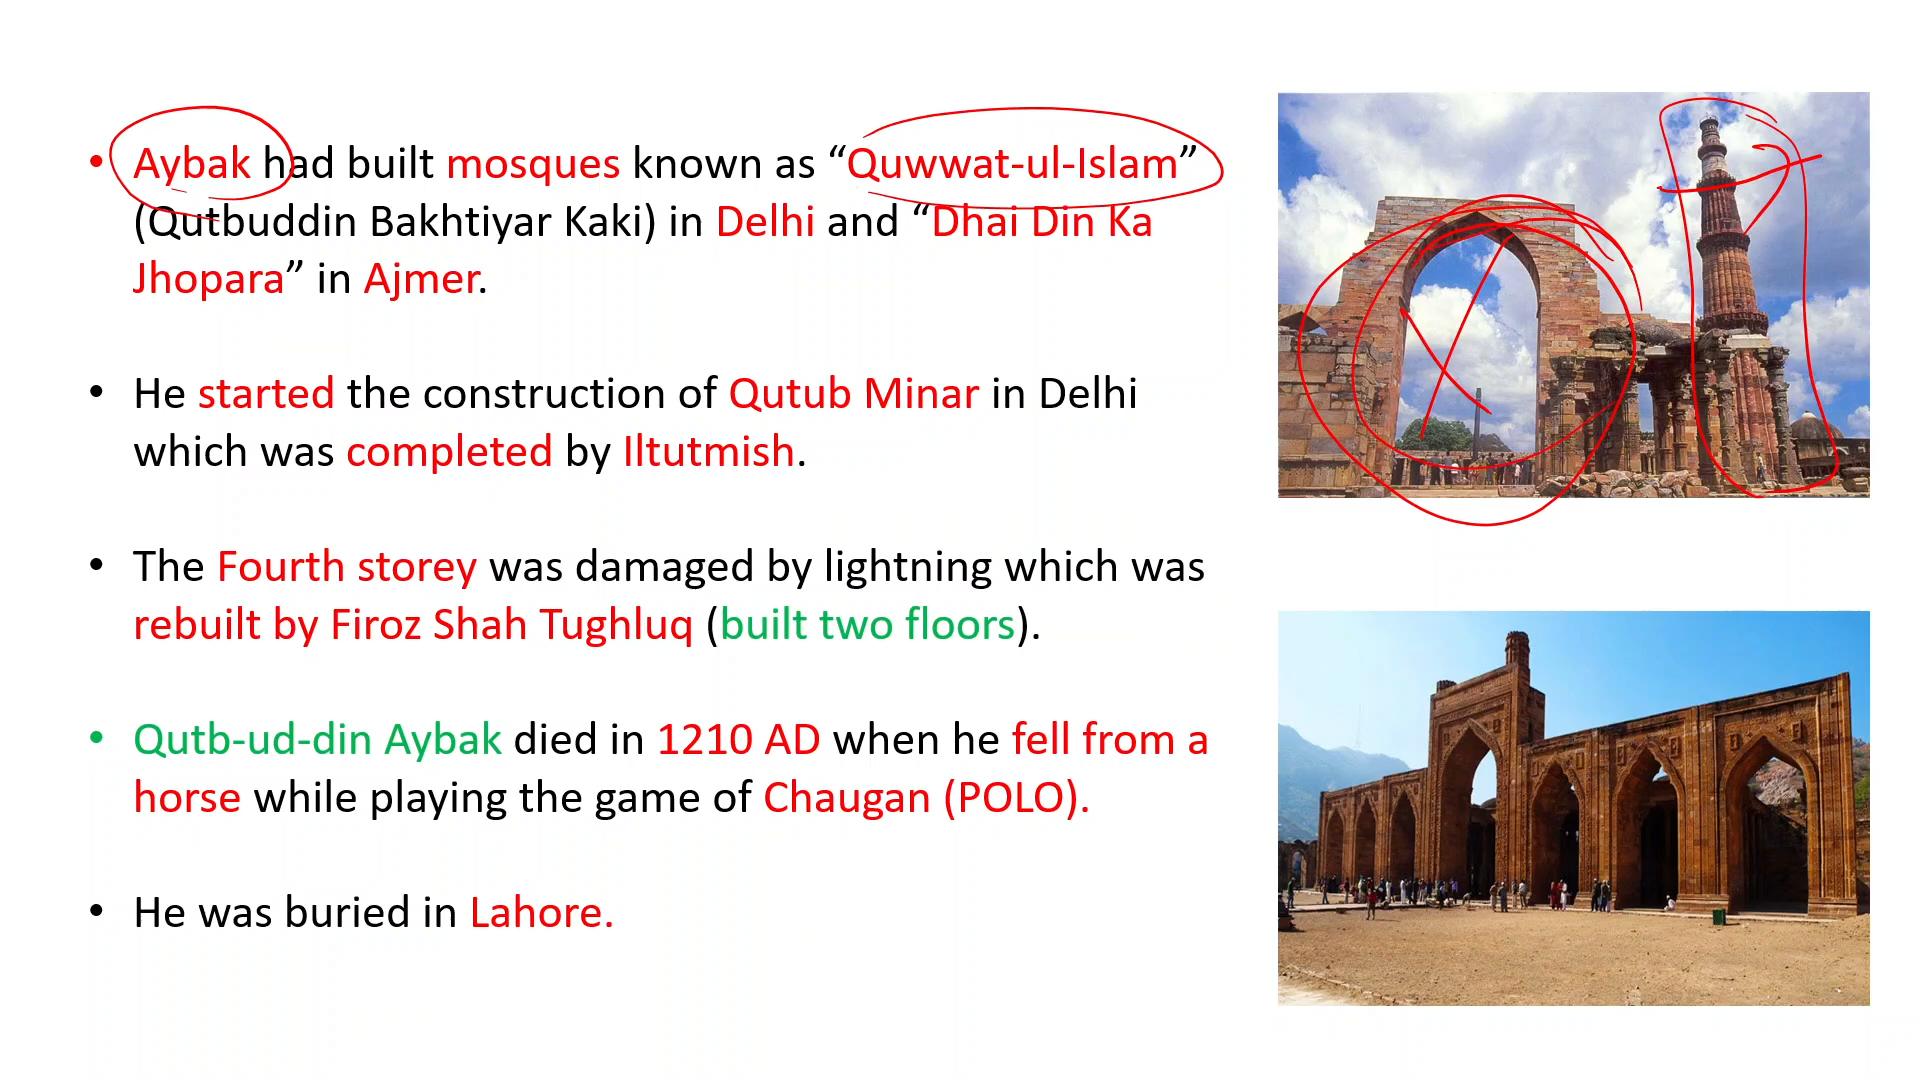 • Aybak had built mosques known as “Quwwat-ul-Islam”
(Qutbuddin Bakhtiyar Kaki) in Delhi and “Dhai Din Ka
Jhopara” in Ajmer.
• He started the construction of Qutub Minar in Delhi
which was completed by Iltutmish.
• The Fourth storey was damaged by lightning which was
rebuilt by Firoz Shah Tughluq (built two floors).
• Qutb-ud-din Aybak died in 1210 AD when he fell from a
horse while playing the game of Chaugan (POLO).
• He was buried in Lahore.